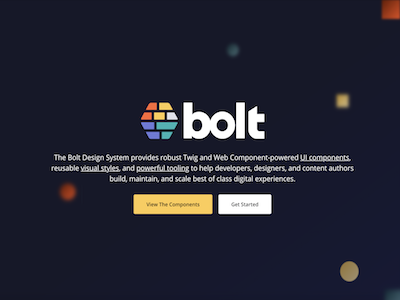 bolt
The Bolt Design System provides robust Twig and Web Component-powered UI components,
reusable visual styles, and powerful tooling to help developers, designers, and content authors
build, maintain, and scale best of class digital experiences.
View The Components Get Started